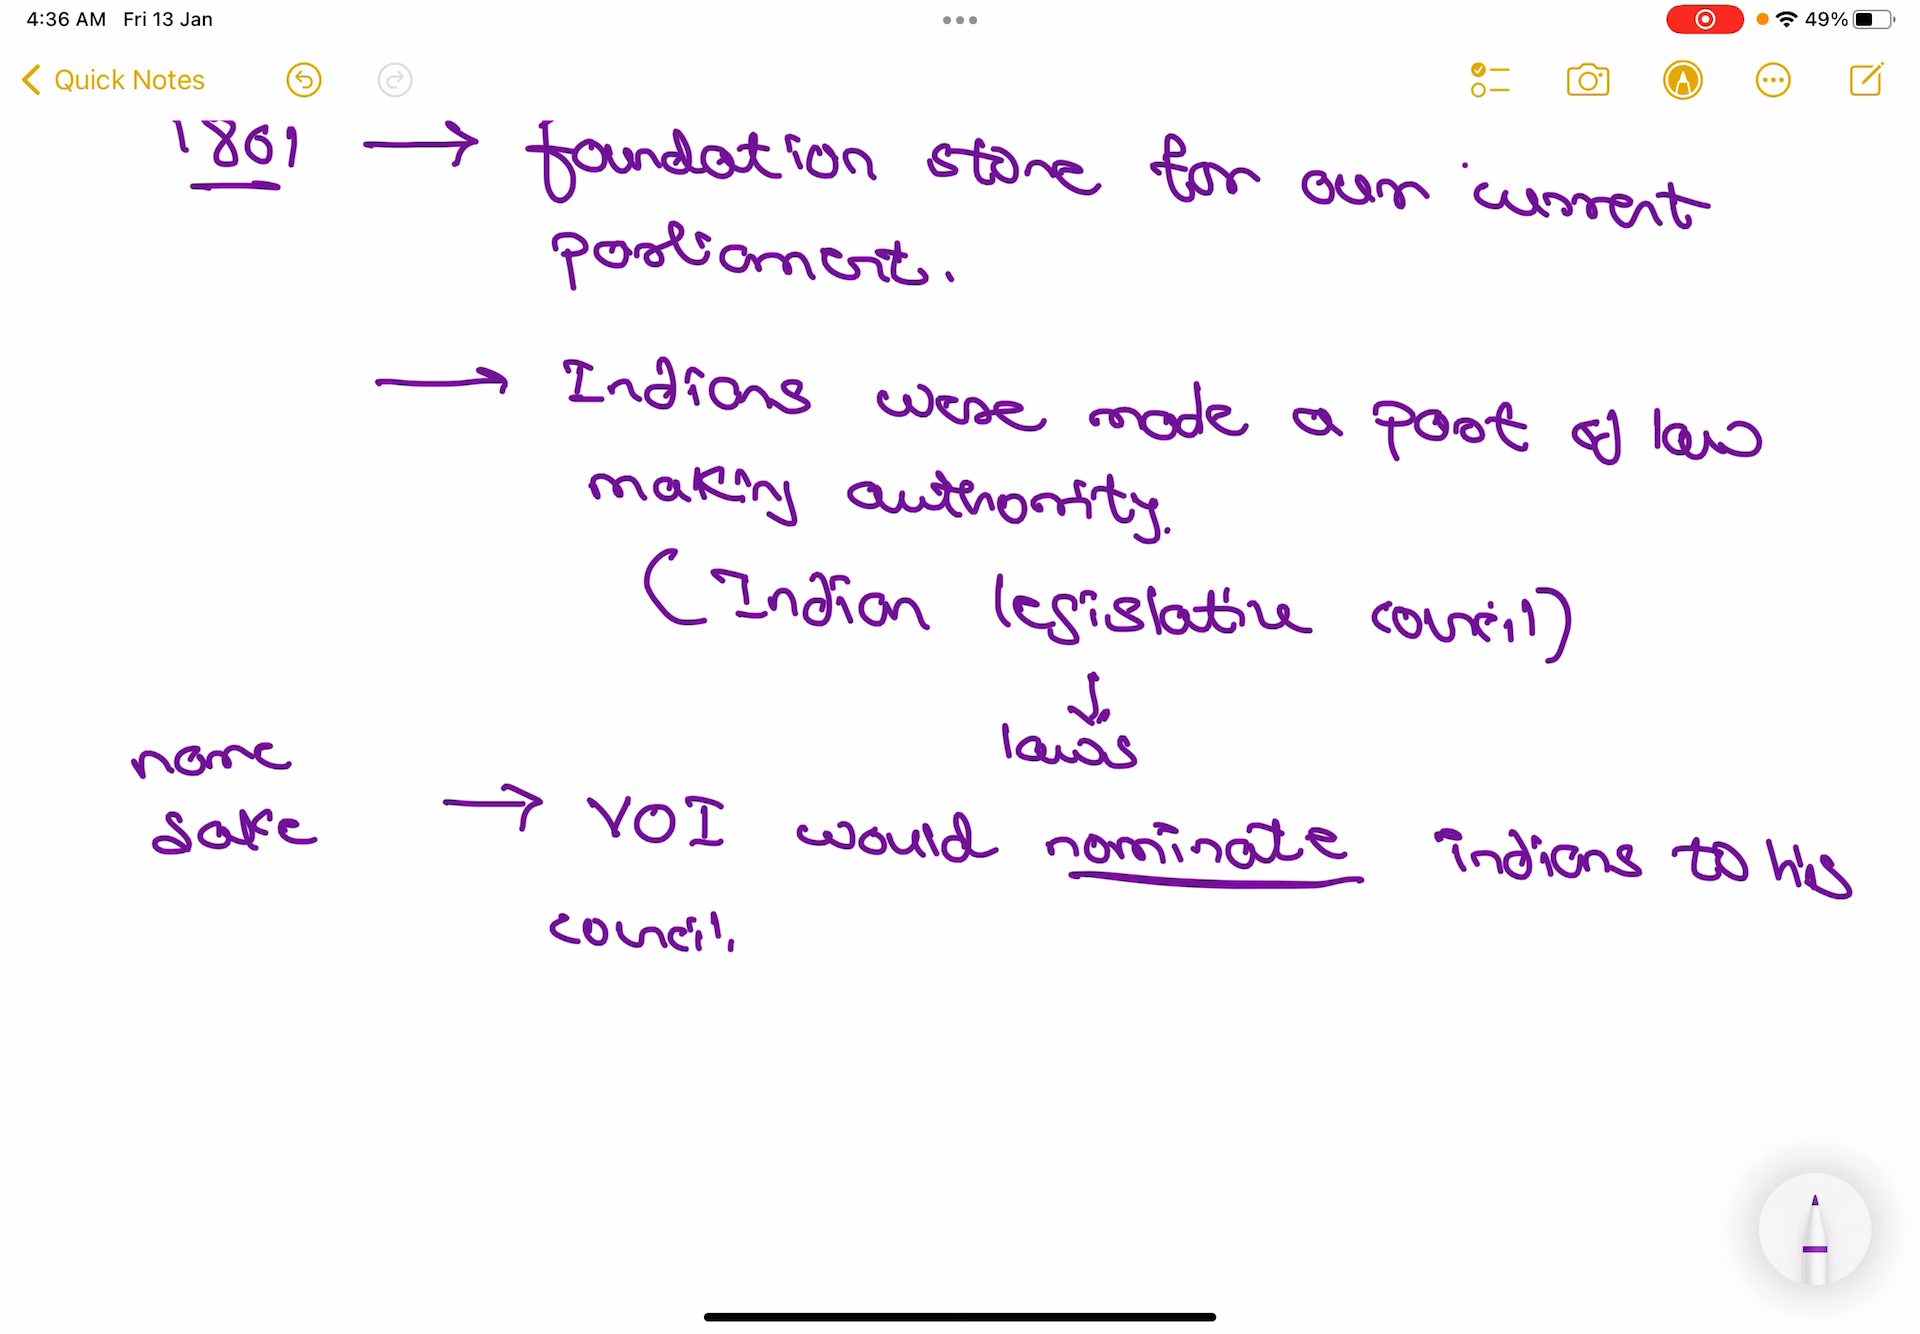 4:36 AM Fri 13 Jan
49%
Quick Notes
1861 → foundation stone for our current
parliament.
→ Indians were made a part of law
making authority.
(Indian legislative council)
↓
laws
name
sake → VOI would nominate indians to his
council.